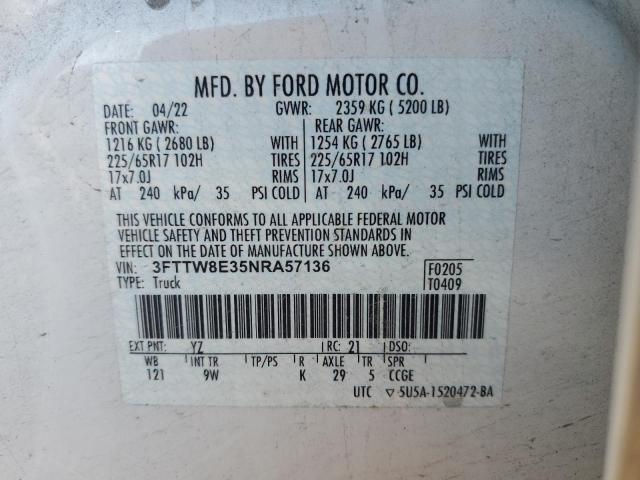 MFD. BY FORD MOTOR CO.
DATE: 04/22 GVWR: 2359 KG ( 5200 LB)
FRONT GAWR: REAR GAWR:
1216 KG ( 2680 LB) WITH 1254 KG ( 2765 LB) WITH
225/65R17 102H TIRES 225/65R17 102H TIRES
17x7.0J RIMS 17x7.0J RIMS
AT 240 kPa/ 35 PSI COLD AT 240 kPa/ 35 PSI COLD
THIS VEHICLE CONFORMS TO ALL APPLICABLE FEDERAL MOTOR
VEHICLE SAFETY AND THEFT PREVENTION STANDARDS IN
EFFECT ON THE DATE OF MANUFACTURE SHOWN ABOVE.
VIN: 3FTTW8E35NRA57136 F0205
TYPE: Truck T0409
EXT PNT: YZ RC: 21 DSO:
WB INT TR TP/PS R AXLE TR SPR
121 9W K 29 5 CCGE
UTC ▽ 5U5A-1520472-BA